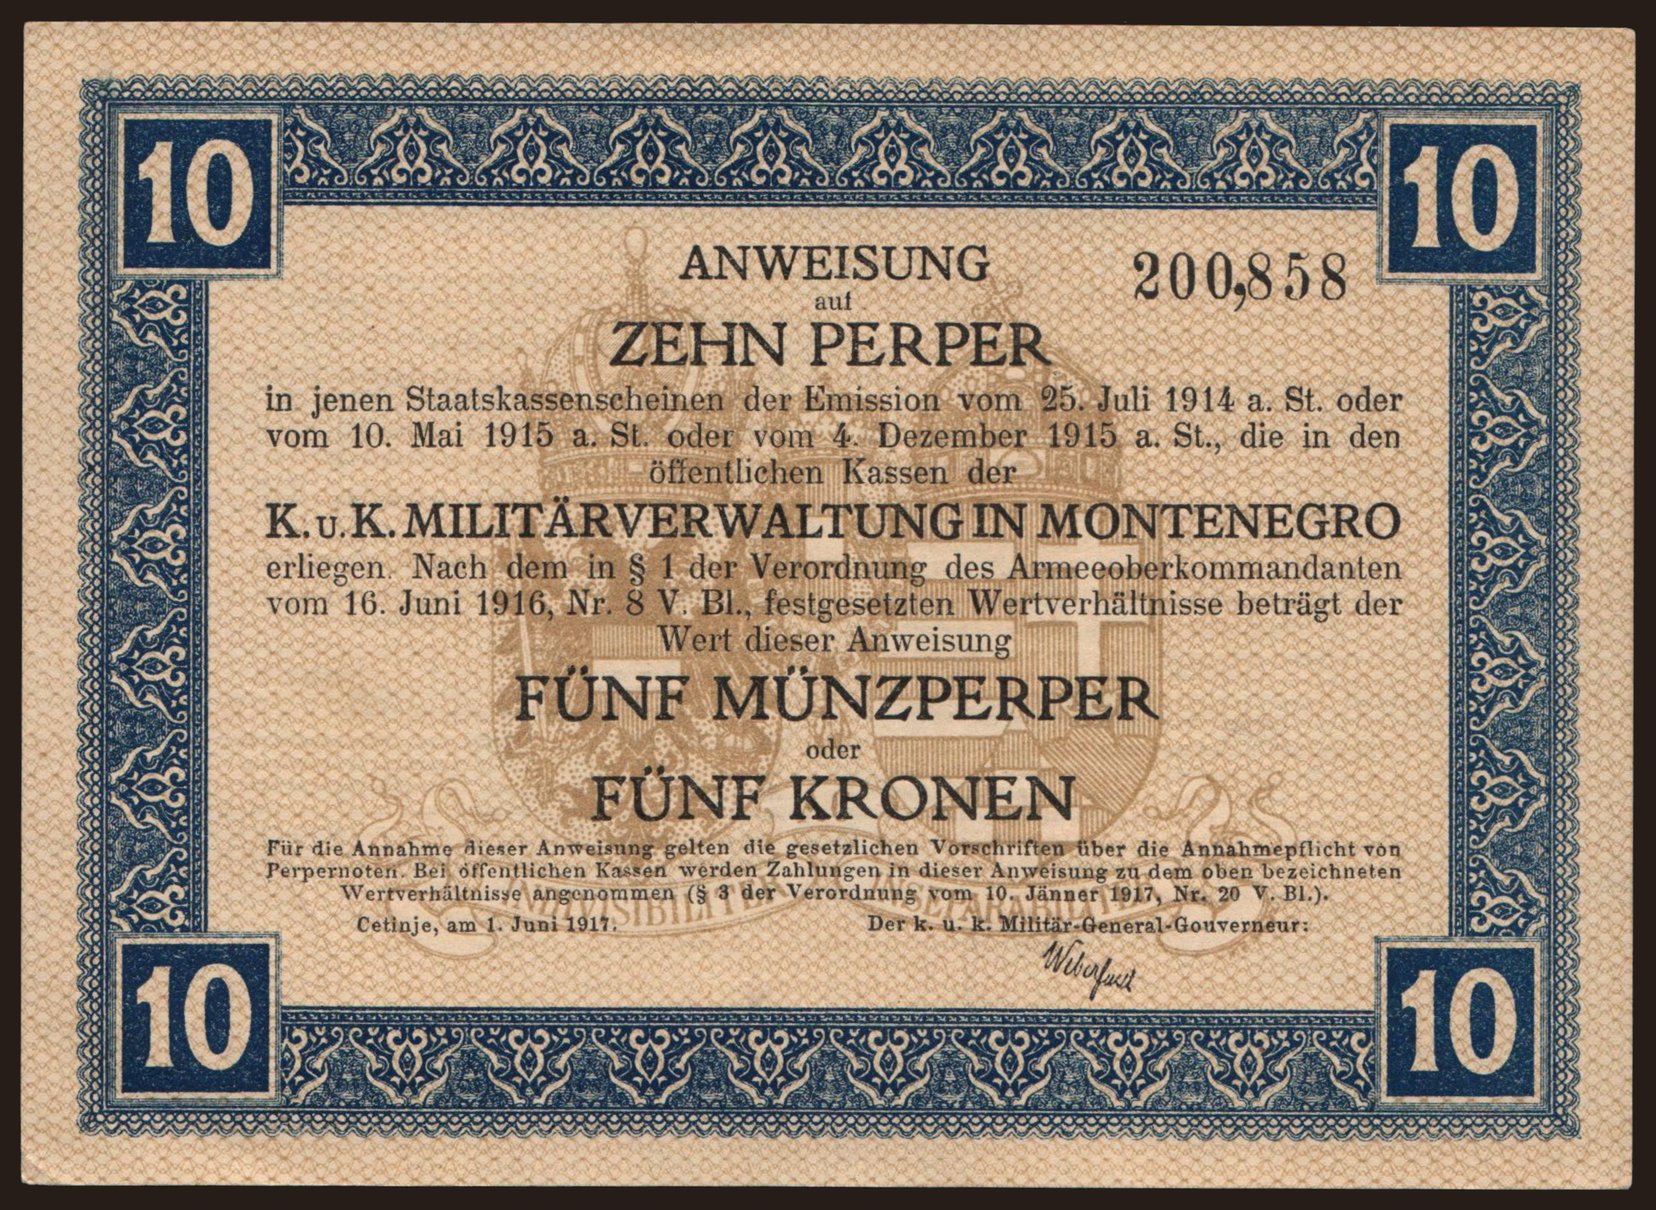 10
10
ANWEISUNG
200,858
auf
ZEHN PERPER
in jenen Staatskassenscheinen der Emission vom 25. Juli 1914 a. St. oder
vom 10. Mai 1915 a. St. oder vom 4. Dezember 1915 a. St., die in den
öffentlichen Kassen der
K. u. K. MILITÄRVERWALTUNG IN MONTENEGRO
erliegen. Nach dem in § 1 der Verordnung des Armeeoberkommandanten
vom 16. Juni 1916, Nr. 8 V. Bl., festgesetzten Wertverhältnisse beträgt der
Wert dieser Anweisung
FÜNF MÜNZPERPER
oder
FÜNF KRONEN
Für die Annahme dieser Anweisung gelten die gesetzlichen Vorschriften über die Annahmepflicht von
Perpernoten. Bei öffentlichen Kassen werden Zahlungen in dieser Anweisung zu dem oben bezeichneten
Wertverhältnisse angenommen (§ 3 der Verordnung vom 10. Jänner 1917, Nr. 20 V. Bl.).
Cetinje, am 1. Juni 1917.
Der k. u. k. Militär-General-Gouverneur:
10
10